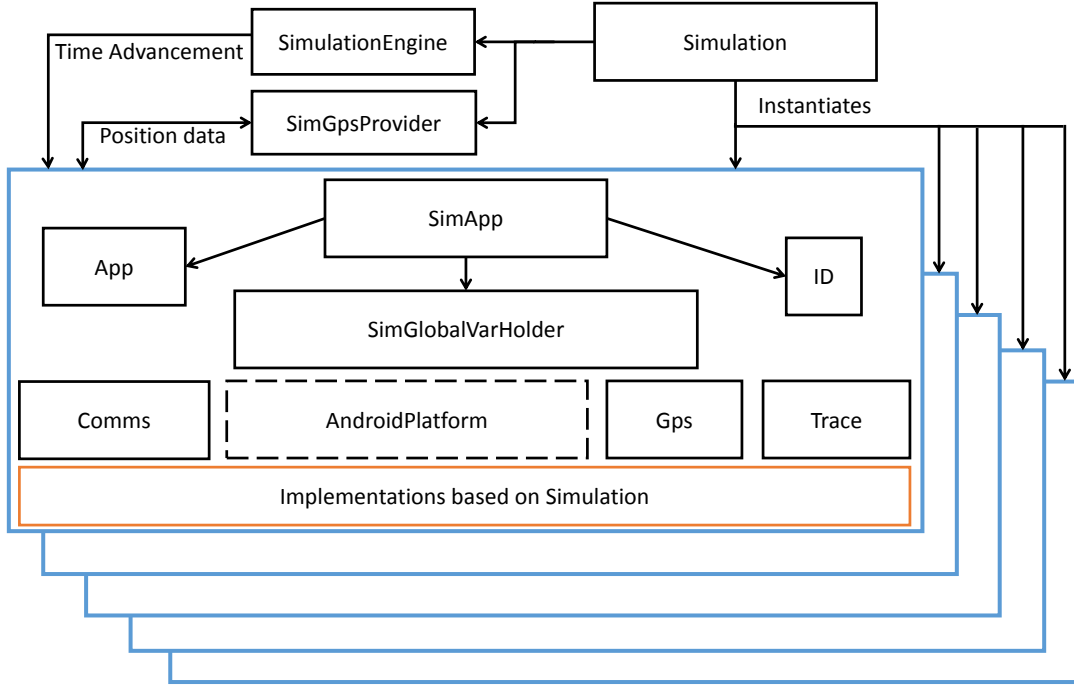 SimulationEngine
Simulation
Time Advancement
Instantiates
SimGpsProvider
Position data
SimApp
App
ID
SimGlobalVarHolder
Comms
AndroidPlatform
Gps
Trace
Implementations based on Simulation